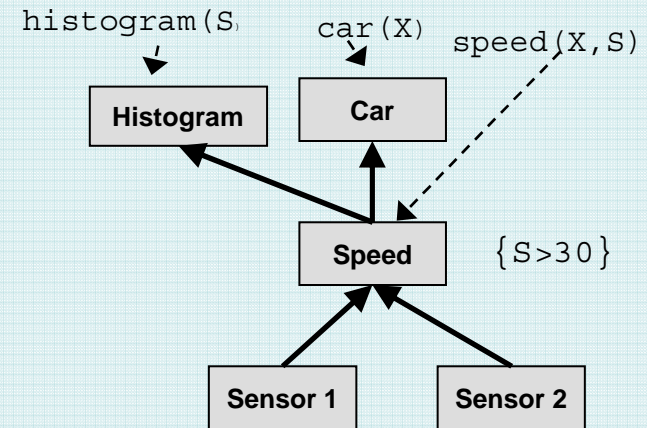 histogram(S)
car(X)
speed(X,S)
Histogram
Car
Speed
{S>30}
Sensor 1
Sensor 2